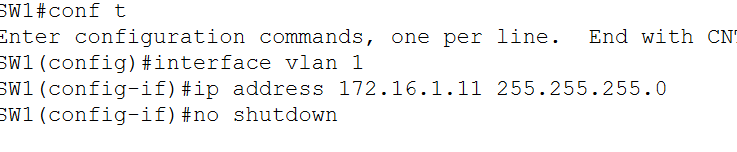 SW1#conf t
Enter configuration commands, one per line. End with
SW1(config)#interface vlan 1
SW1(config-if)#ip address 172.16.1.11 255.255.255.0
SW1(config-if)#no shutdown